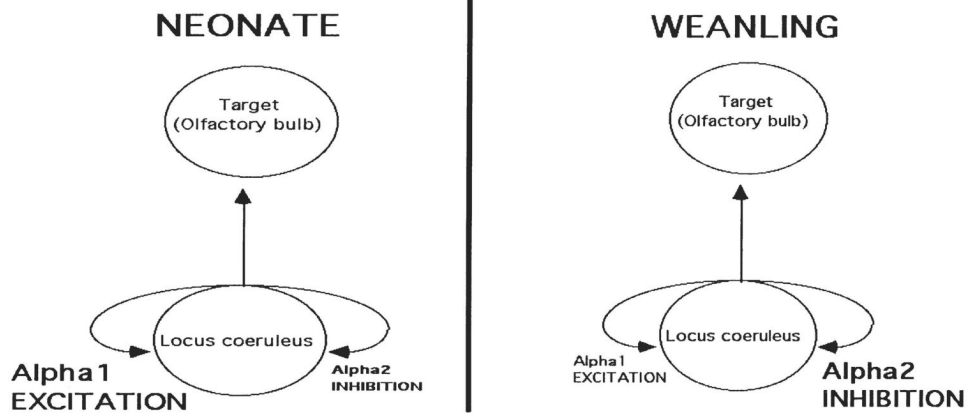 NEONATE
Target
(Olfactory bulb)
Locus coeruleus
Alpha1
EXCITATION
Alpha2
INHIBITION
WEANLING
Target
(Olfactory bulb)
Locus coeruleus
Alpha1
EXCITATION
Alpha2
INHIBITION